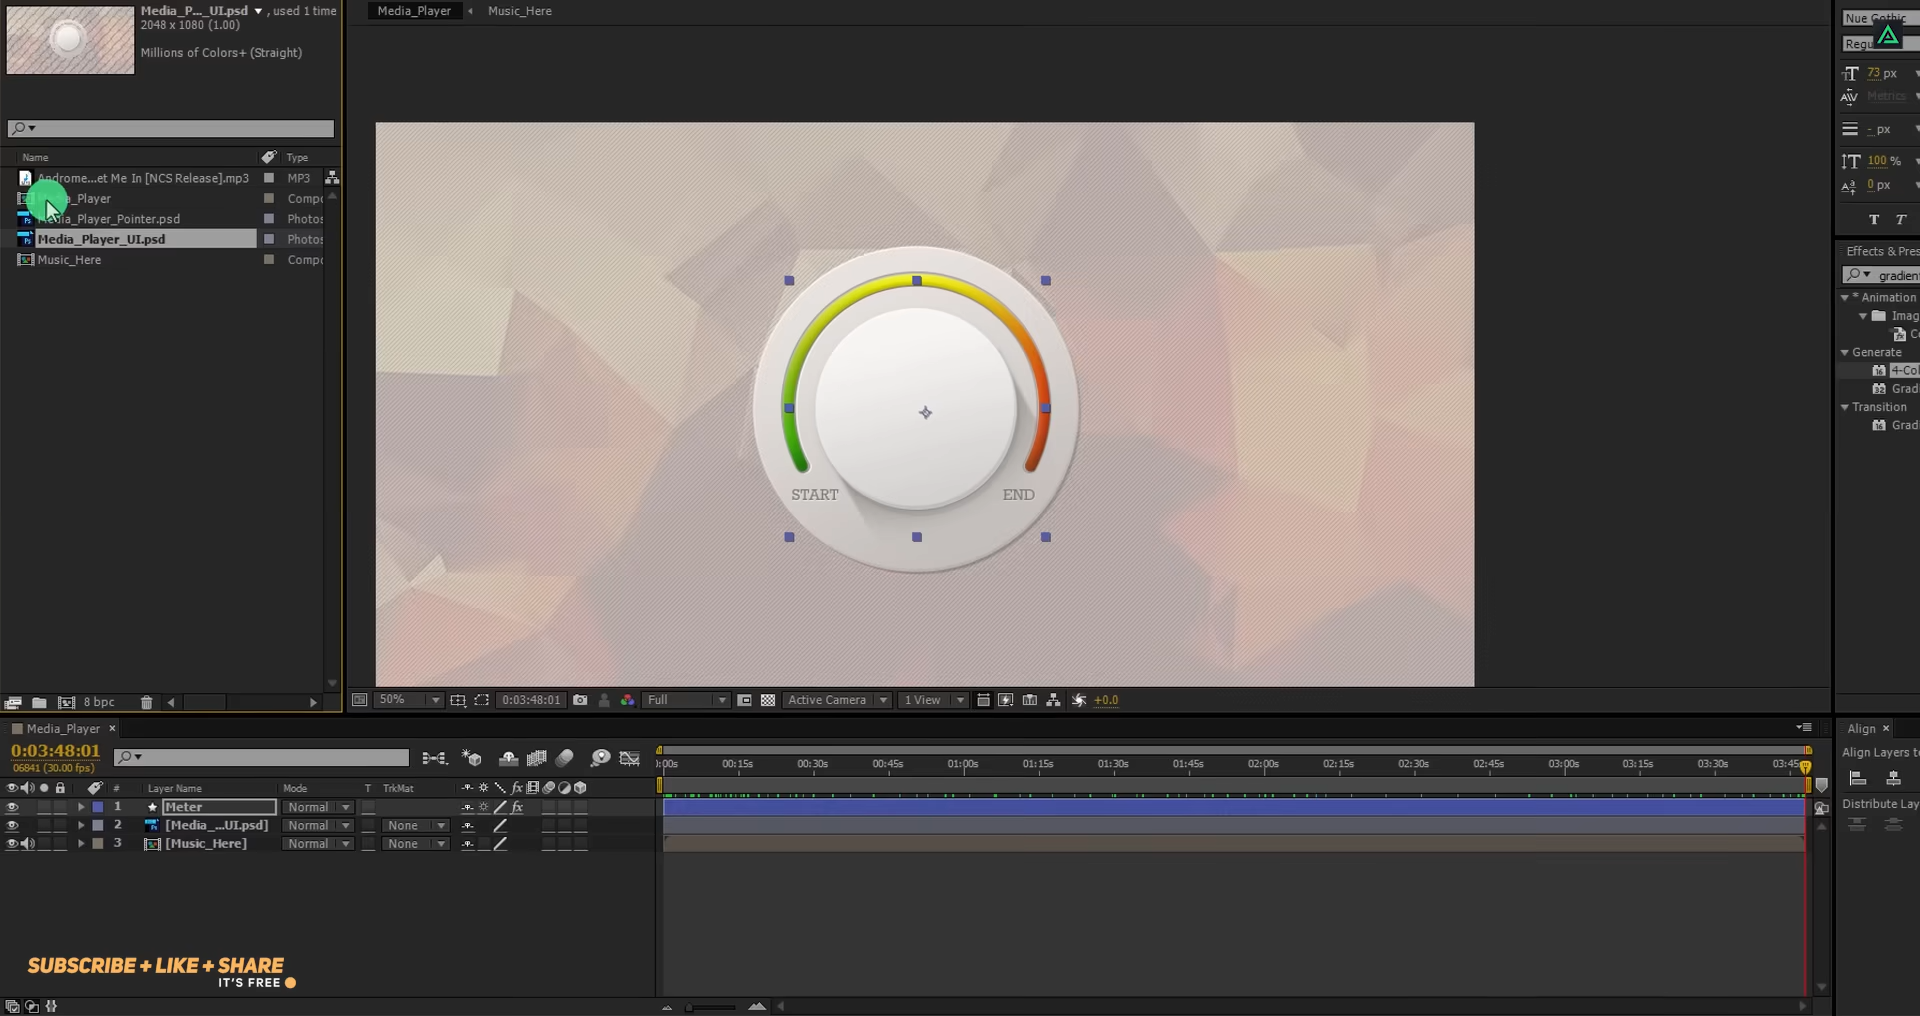 Media_P..._UI.psd ▼ , used 1 time
2048 x 1080 (1.00)
Millions of Colors+ (Straight)
Name Type
Androme...et Me In [NCS Release].mp3 MP3
Media_Player Compo
Media_Player_Pointer.psd Photos
Media_Player_UI.psd Photos
Music_Here Compo
8 bpc
Media_Player Music_Here
START END
50% 0:03:48:01 Full Active Camera 1 View +0.0
Nue Gothic
Regu
73 px
Metrics
- px
100 %
0 px
T T
Effects & Pres
gradien
* Animation
Imag
Generate
4-Col
Gradi
Transition
Gradi
Media_Player ×
0:03:48:01
06841 (30.00 fps)
# Layer Name Mode T TrkMat
1 Meter Normal
2 [Media_...UI.psd] Normal None
3 [Music_Here] Normal None
):00s 00:15s 00:30s 00:45s 01:00s 01:15s 01:30s 01:45s 02:00s 02:15s 02:30s 02:45s 03:00s 03:15s 03:30s 03:45s
Align ×
Align Layers to
Distribute Lay
SUBSCRIBE + LIKE + SHARE
IT'S FREE